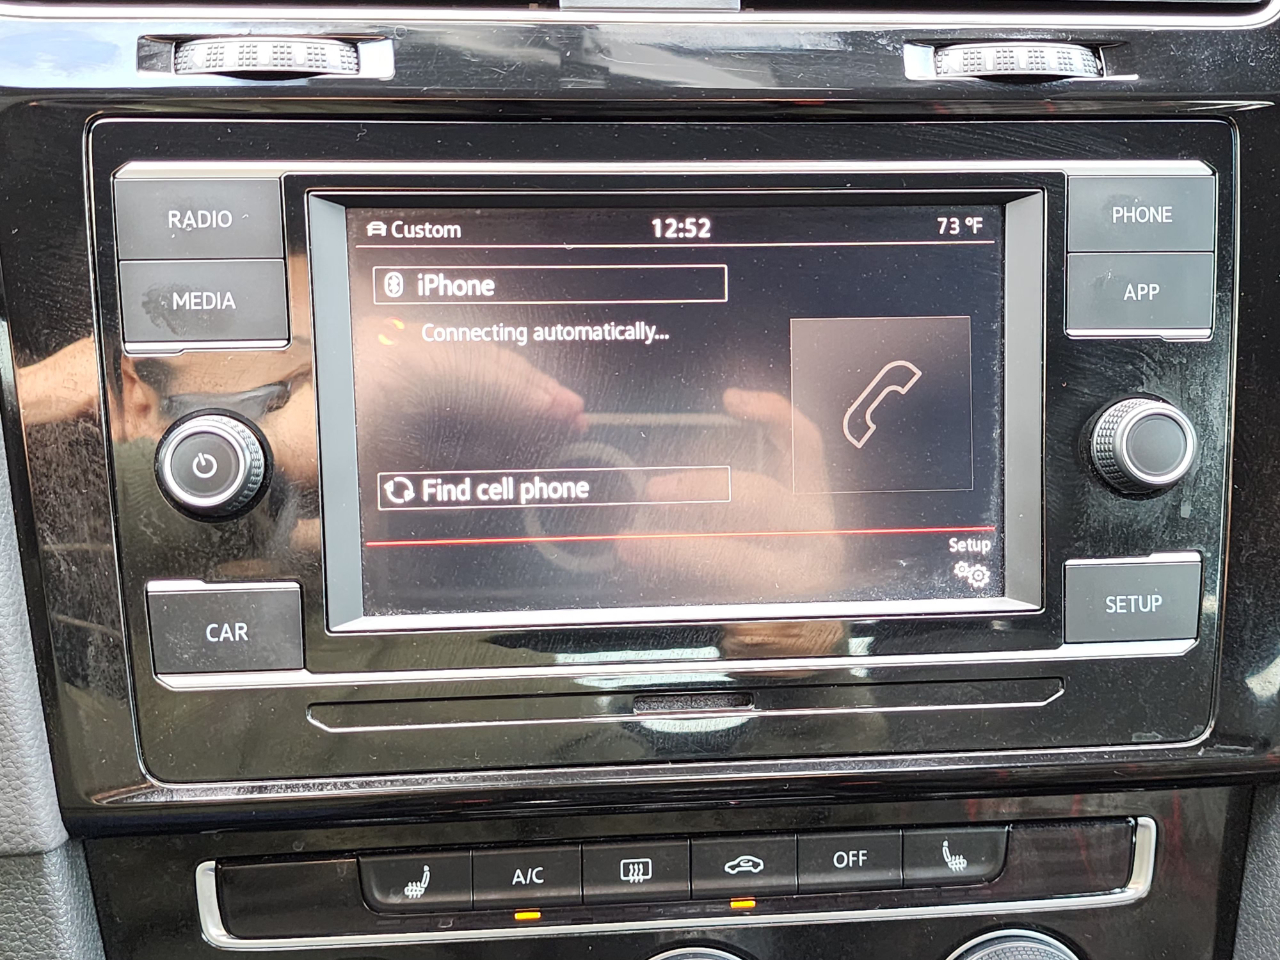 RADIO
MEDIA
CAR
Custom
12:52
73 °F
iPhone
Connecting automatically...
Find cell phone
Setup
PHONE
APP
SETUP
A/C
OFF